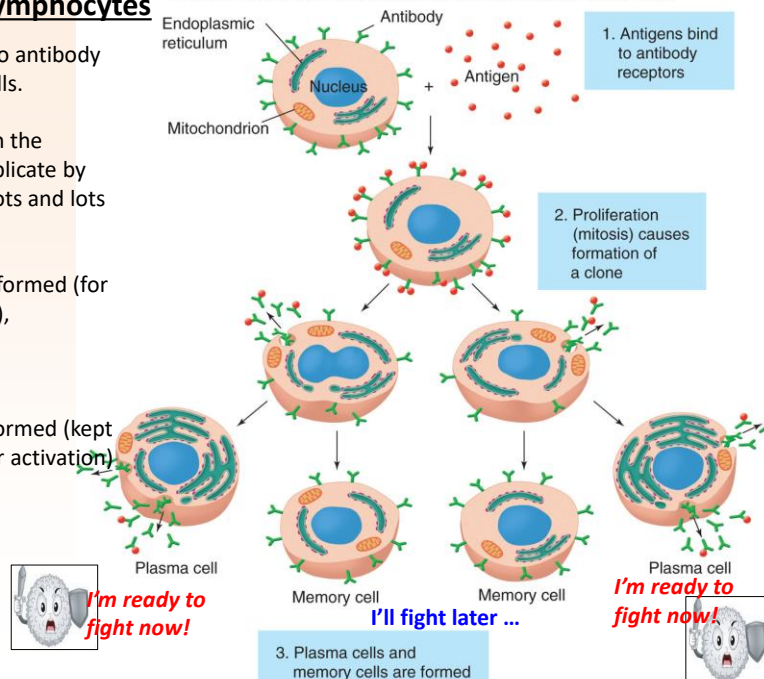 ymphocytes
o antibody
lls.
n the
plicate by
ots and lots
formed (for
),
ormed (kept
r activation)
Endoplasmic
reticulum
Antibody
Nucleus
+
Antigen
Mitochondrion
1. Antigens bind
to antibody
receptors
2. Proliferation
(mitosis) causes
formation of
a clone
Plasma cell
I'm ready to
fight now!
Memory cell
Memory cell
I'll fight later ...
Plasma cell
I'm ready to
fight now!
3. Plasma cells and
memory cells are formed